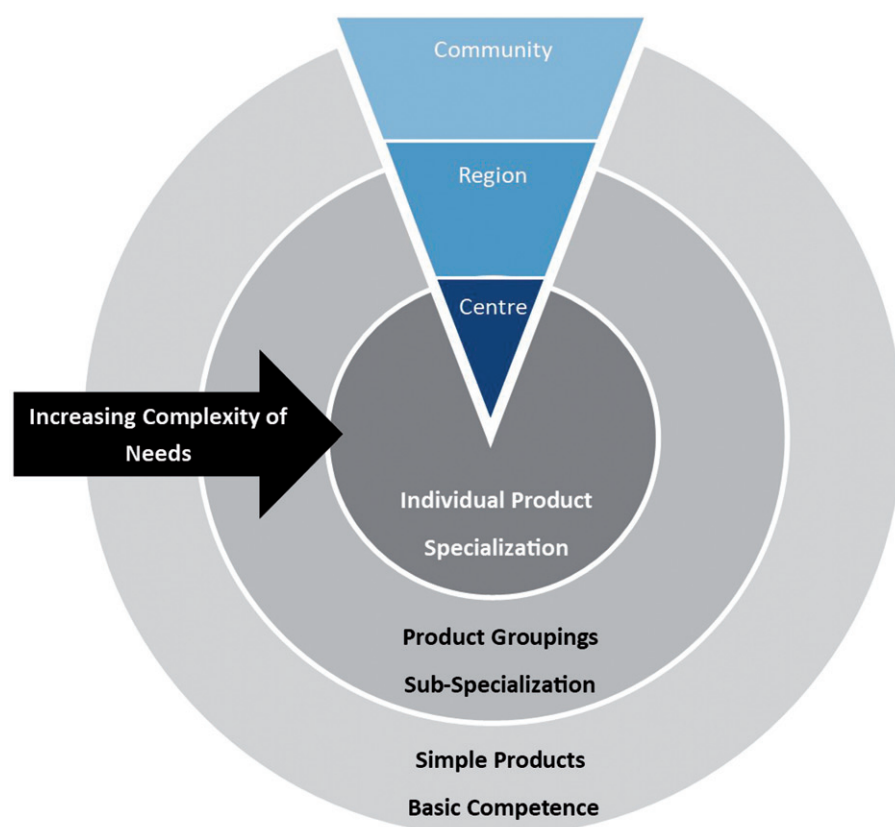 Community
Region
Centre
Increasing Complexity of
Needs
Individual Product
Specialization
Product Groupings
Sub-Specialization
Simple Products
Basic Competence